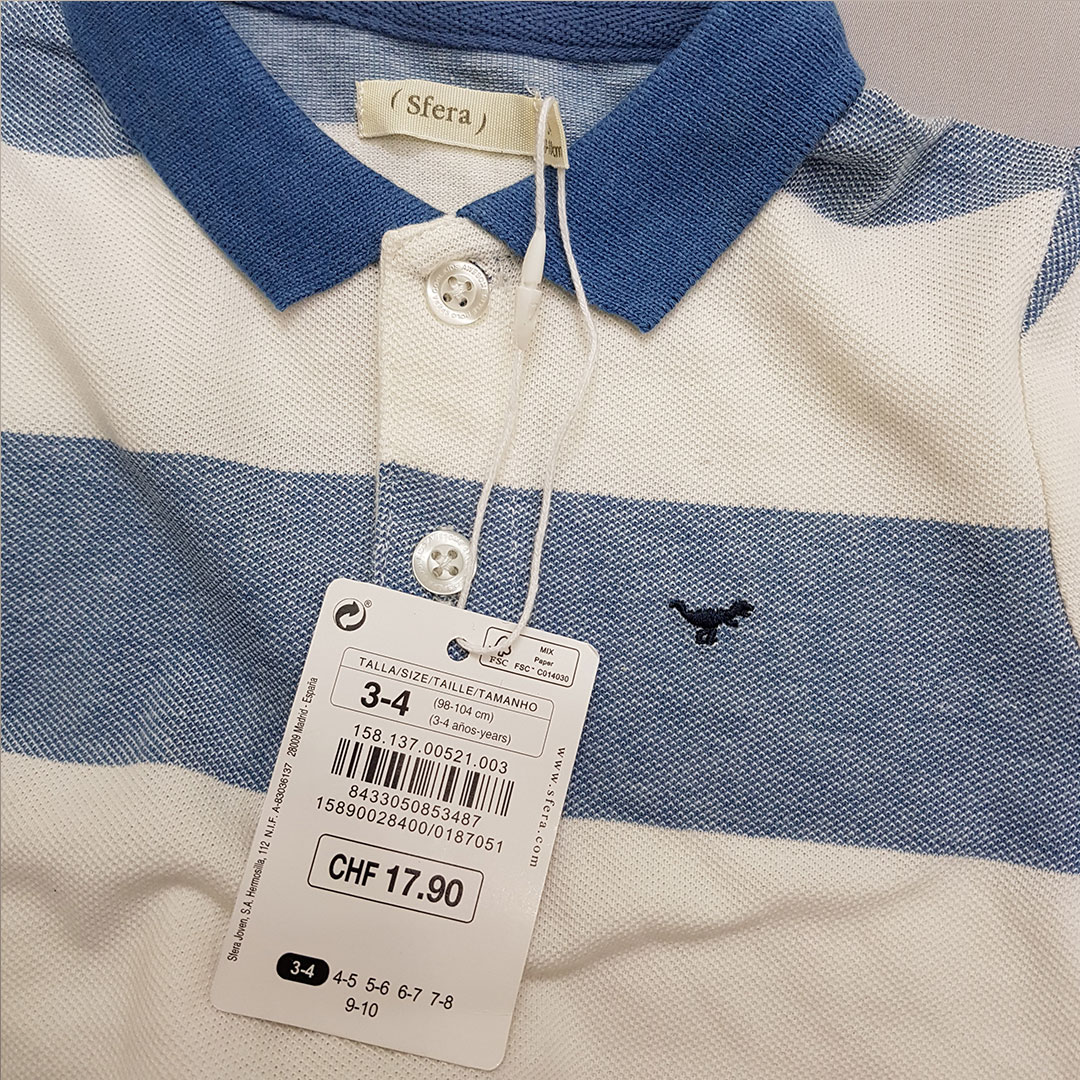 ( Sfera )
®
MIX
Paper
FSC FSC™ C014030
TALLA/SIZE/TAILLE/TAMANHO
3-4
(98-104 cm)
(3-4 años-years)
158.137.00521.003
8433050853487
15890028400/0187051
CHF 17.90
3-4 4-5 5-6 6-7 7-8
9-10
Sfera Joven, S.A. Hermosilla, 112 N.I.F. A-83036137 28009 Madrid - España
www.sfera.com